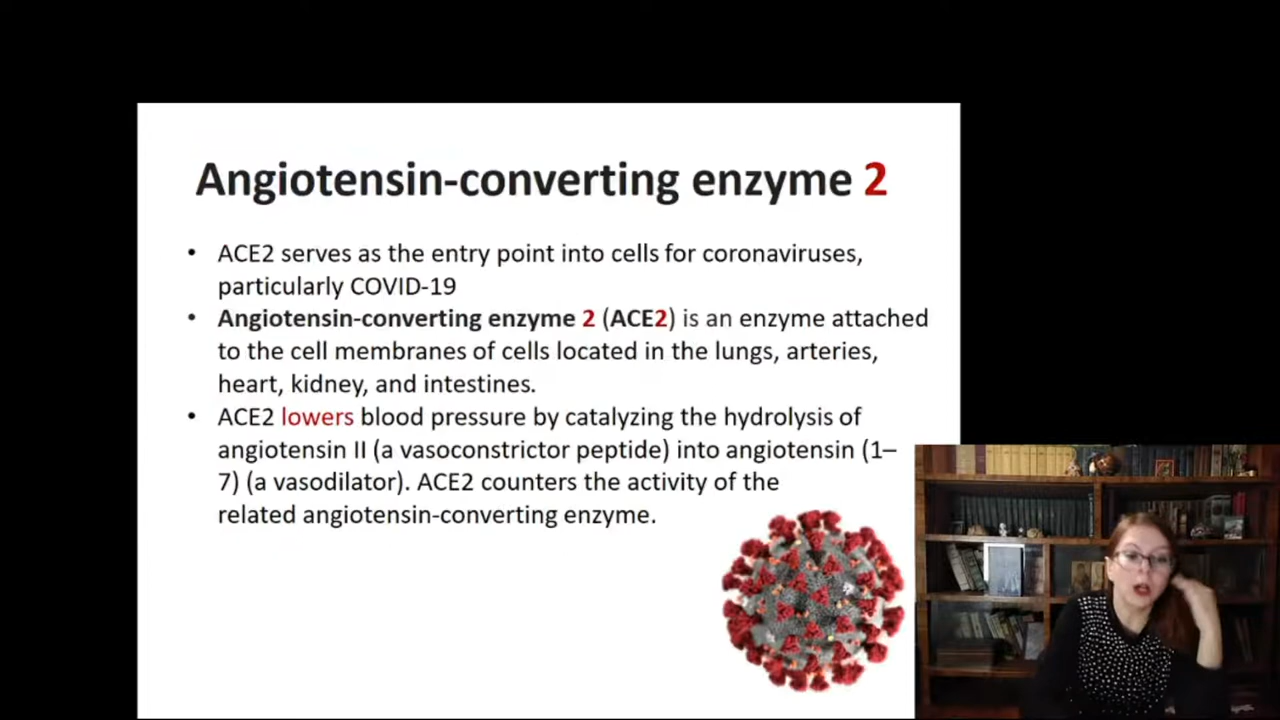 Angiotensin-converting enzyme 2
• ACE2 serves as the entry point into cells for coronaviruses,
particularly COVID-19
• Angiotensin-converting enzyme 2 (ACE2) is an enzyme attached
to the cell membranes of cells located in the lungs, arteries,
heart, kidney, and intestines.
• ACE2 lowers blood pressure by catalyzing the hydrolysis of
angiotensin II (a vasoconstrictor peptide) into angiotensin (1–
7) (a vasodilator). ACE2 counters the activity of the
related angiotensin-converting enzyme.